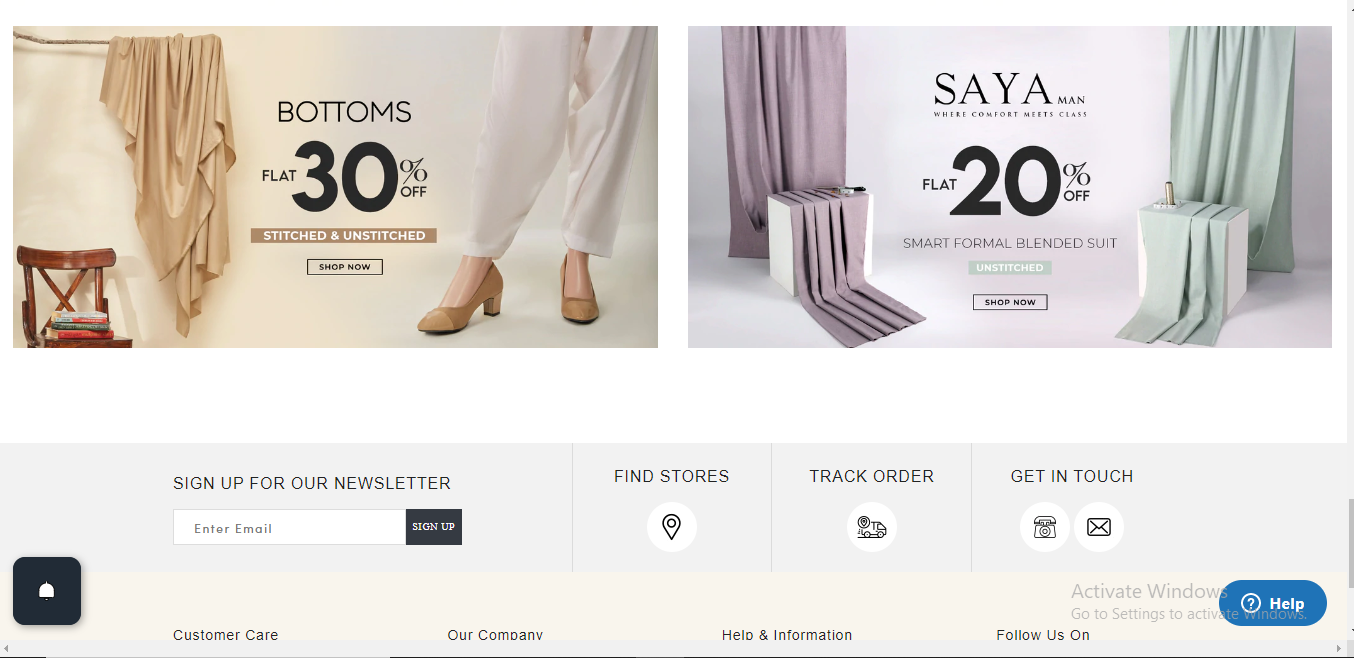 BOTTOMS
FLAT 30% OFF
STITCHED & UNSTITCHED
SHOP NOW
SAYA MAN
WHERE COMFORT MEETS CLASS
FLAT 20% OFF
SMART FORMAL BLENDED SUIT
UNSTITCHED
SHOP NOW
SIGN UP FOR OUR NEWSLETTER
Enter Email
SIGN UP
FIND STORES
TRACK ORDER
GET IN TOUCH
Activate Windows
Go to Settings to activate Windows.
Help
Customer Care
Our Company
Help & Information
Follow Us On